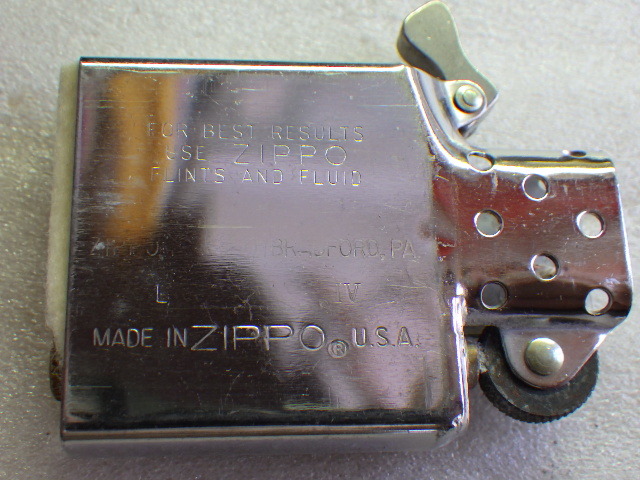 FOR BEST RESULTS
USE ZIPPO
FLINTS AND FLUID
BRADFORD, PA.
L IV
MADE IN ZIPPO® U.S.A.